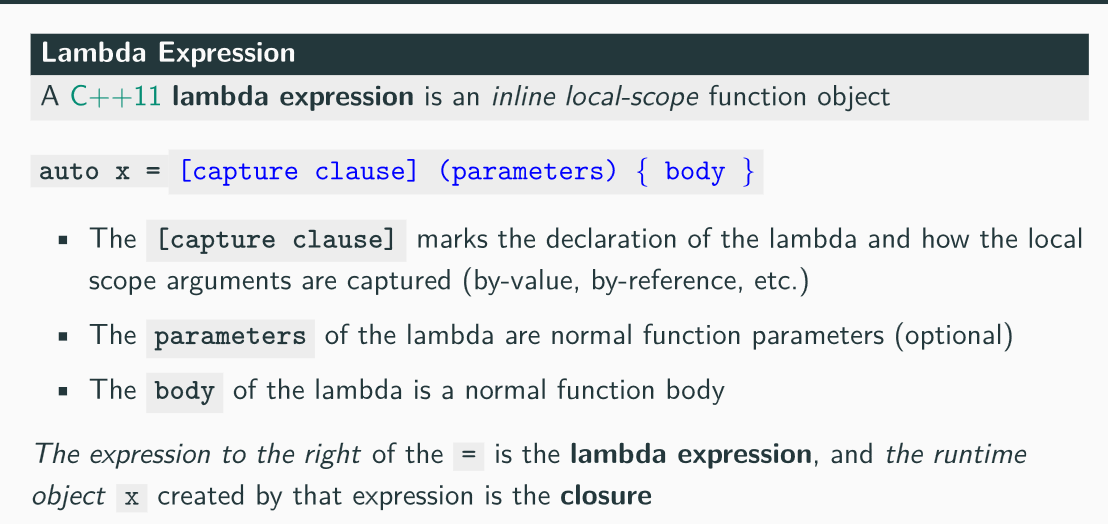 Lambda Expression
A C++11 lambda expression is an inline local-scope function object
auto x = [capture clause] (parameters) { body }
▪ The [capture clause] marks the declaration of the lambda and how the local
scope arguments are captured (by-value, by-reference, etc.)
▪ The parameters of the lambda are normal function parameters (optional)
▪ The body of the lambda is a normal function body
The expression to the right of the = is the lambda expression, and the runtime
object x created by that expression is the closure